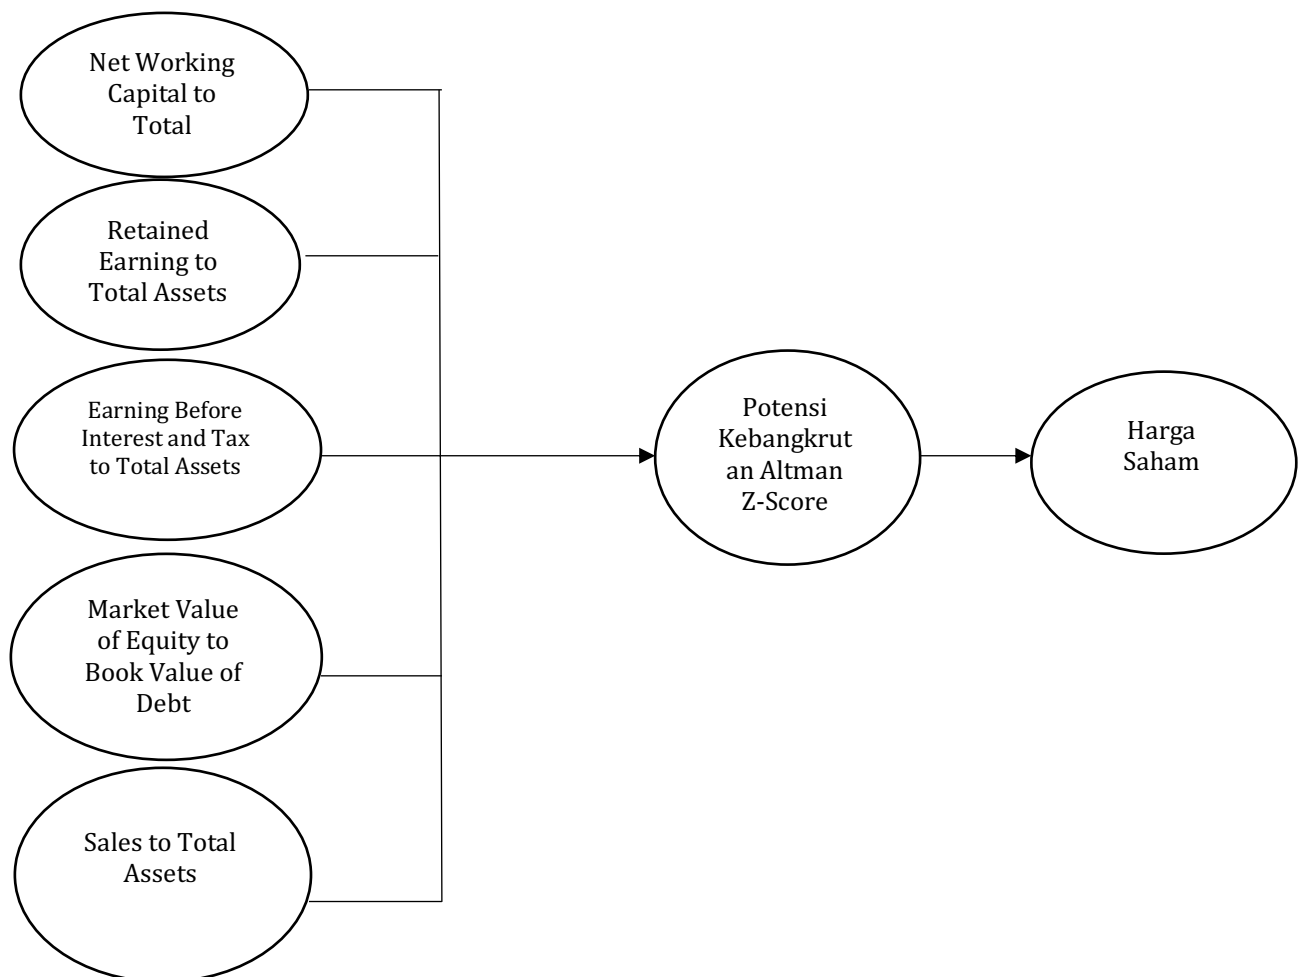 Net Working
Capital to
Total
Retained
Earning to
Total Assets
Earning Before
Interest and Tax
to Total Assets
Market Value
of Equity to
Book Value of
Debt
Sales to Total
Assets
Potensi
Kebangkrut
an Altman
Z-Score
Harga
Saham